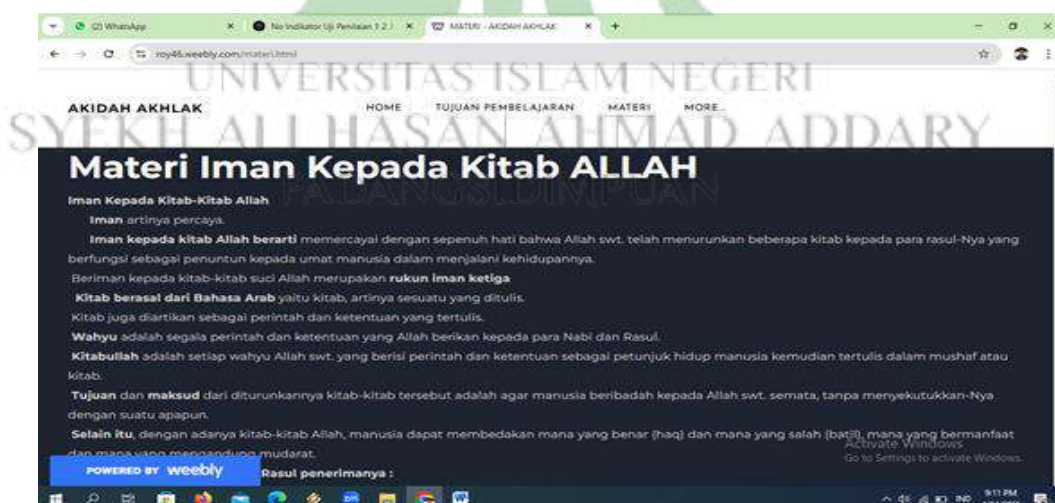 (2) WhatsApp
No Indikator Uji Penilaian 1 2
MATERI - AKIDAH AKHLAK
roy46.weebly.com/materi.html
UNIVERSITAS ISLAM NEGERI
AKIDAH AKHLAK
HOME TUJUAN PEMBELAJARAN MATERI MORE...
SYEKH ALI HASAN AHMAD ADDARY
Materi Iman Kepada Kitab ALLAH
PADANGSIDIMPUAN
Iman Kepada Kitab-Kitab Allah
Iman artinya percaya.
Iman kepada kitab Allah berarti memercayai dengan sepenuh hati bahwa Allah swt. telah menurunkan beberapa kitab kepada para rasul-Nya yang
berfungsi sebagai penuntun kepada umat manusia dalam menjalani kehidupannya.
Beriman kepada kitab-kitab suci Allah merupakan rukun iman ketiga
Kitab berasal dari Bahasa Arab yaitu kitab, artinya sesuatu yang ditulis.
Kitab juga diartikan sebagai perintah dan ketentuan yang tertulis.
Wahyu adalah segala perintah dan ketentuan yang Allah berikan kepada para Nabi dan Rasul.
Kitabullah adalah setiap wahyu Allah swt. yang berisi perintah dan ketentuan sebagai petunjuk hidup manusia kemudian tertulis dalam mushaf atau
kitab.
Tujuan dan maksud dari diturunkannya kitab-kitab tersebut adalah agar manusia beribadah kepada Allah swt. semata, tanpa menyekutukkan-Nya
dengan suatu apapun.
Selain itu, dengan adanya kitab-kitab Allah, manusia dapat membedakan mana yang benar (haq) dan mana yang salah (batil), mana yang bermanfaat
dan mana yang mengandung mudarat.
Activate Windows
Go to Settings to activate Windows.
POWERED BY weebly
Rasul penerimanya :
9:11 PM